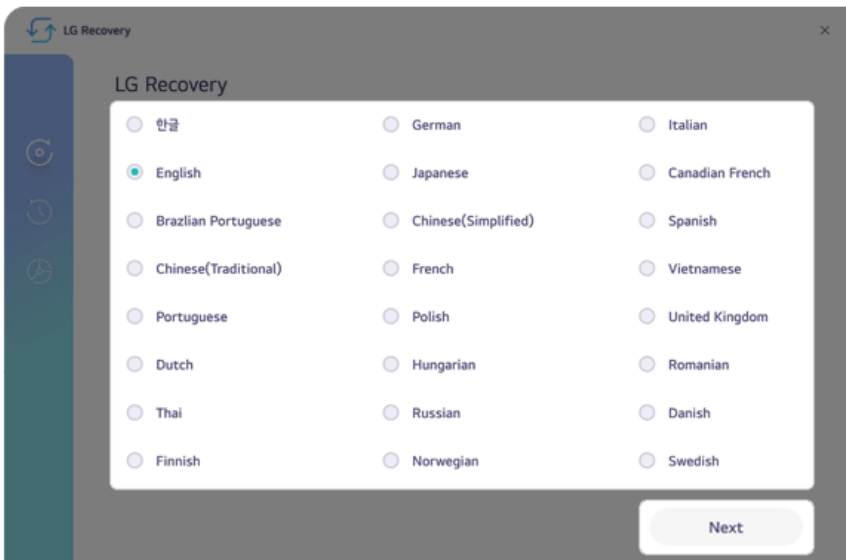 LG Recovery
LG Recovery
한글 German Italian
English Japanese Canadian French
Brazlian Portuguese Chinese(Simplified) Spanish
Chinese(Traditional) French Vietnamese
Portuguese Polish United Kingdom
Dutch Hungarian Romanian
Thai Russian Danish
Finnish Norwegian Swedish
Next